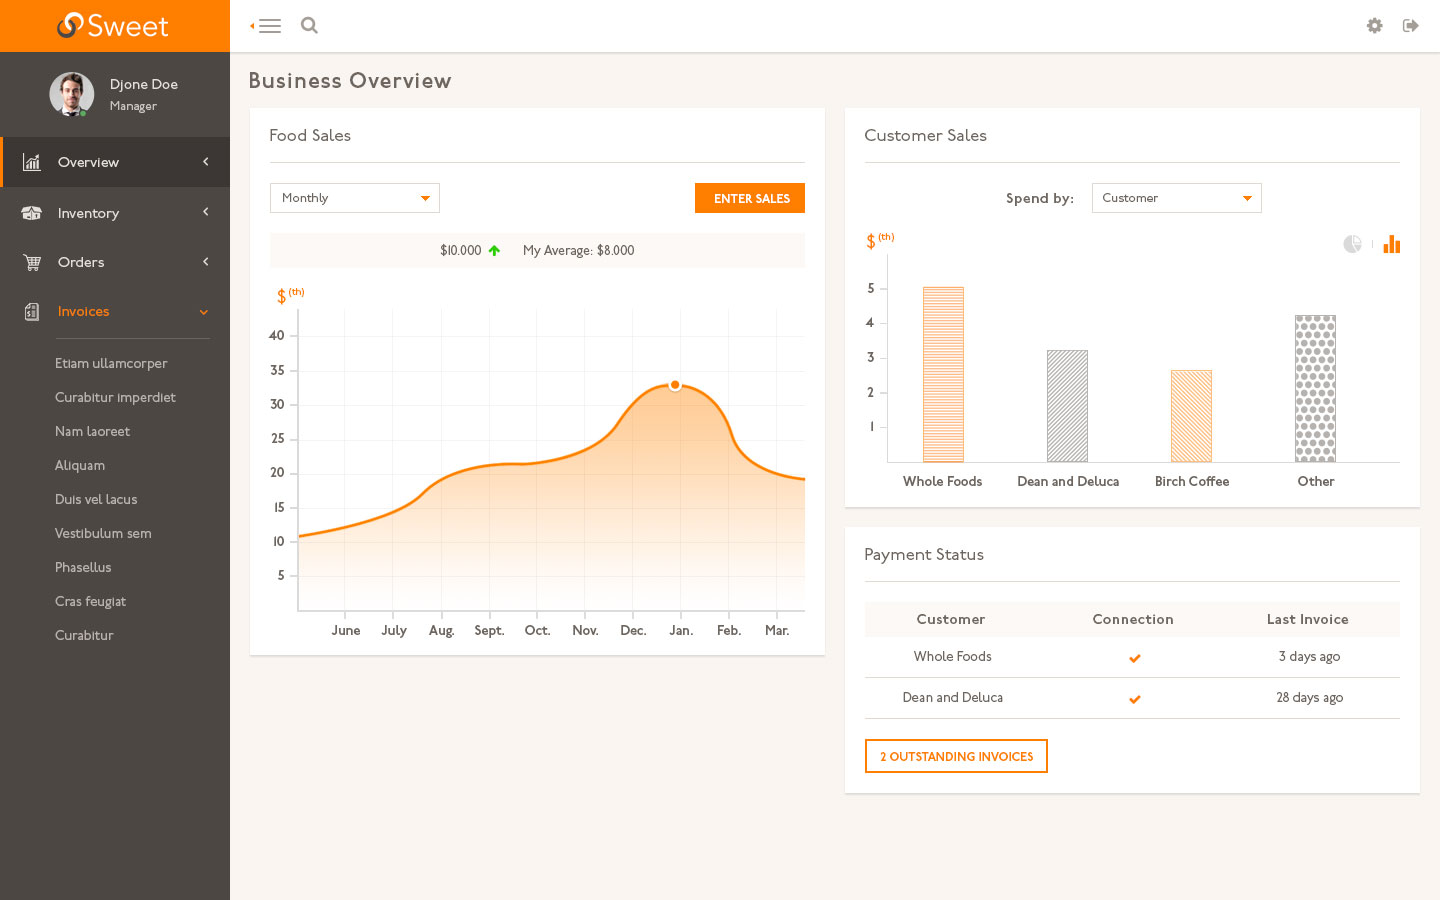 Sweet
Djone Doe
Manager
Overview
Inventory
Orders
Invoices
Etiam ullamcorper
Curabitur imperdiet
Nam laoreet
Aliquam
Duis vel lacus
Vestibulum sem
Phasellus
Cras feugiat
Curabitur
Business Overview
Food Sales
Monthly
ENTER SALES
$10.000
My Average: $8.000
$ (th)
40
35
30
25
20
15
10
5
June July Aug. Sept. Oct. Nov. Dec. Jan. Feb. Mar.
Customer Sales
Spend by:
Customer
$ (th)
5
4
3
2
1
Whole Foods Dean and Deluca Birch Coffee Other
Payment Status
Customer Connection Last Invoice
Whole Foods 3 days ago
Dean and Deluca 28 days ago
2 OUTSTANDING INVOICES